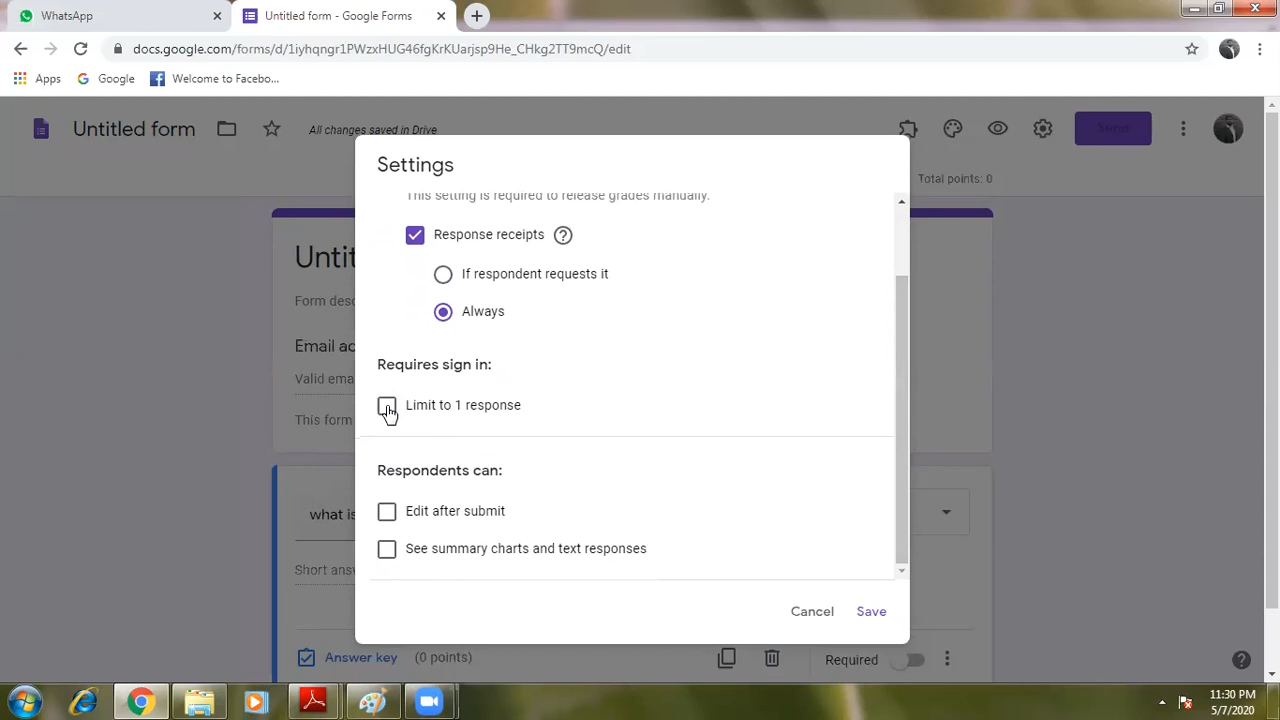 WhatsApp
Untitled form - Google Forms
docs.google.com/forms/d/1iyhqngr1PWzxHUG46fgKrKUarjsp9He_CHkg2TT9mcQ/edit
Apps
Google
Welcome to Facebo...
Untitled form
All changes saved in Drive
Send
Total points: 0
Settings
This setting is required to release grades manually.
Response receipts
If respondent requests it
Always
Requires sign in:
Limit to 1 response
Respondents can:
Edit after submit
See summary charts and text responses
Cancel
Save
Untit
Form desc
Email ad
Valid ema
This form
what is
Short ans
Answer key
(0 points)
Required
11:30 PM
5/7/2020